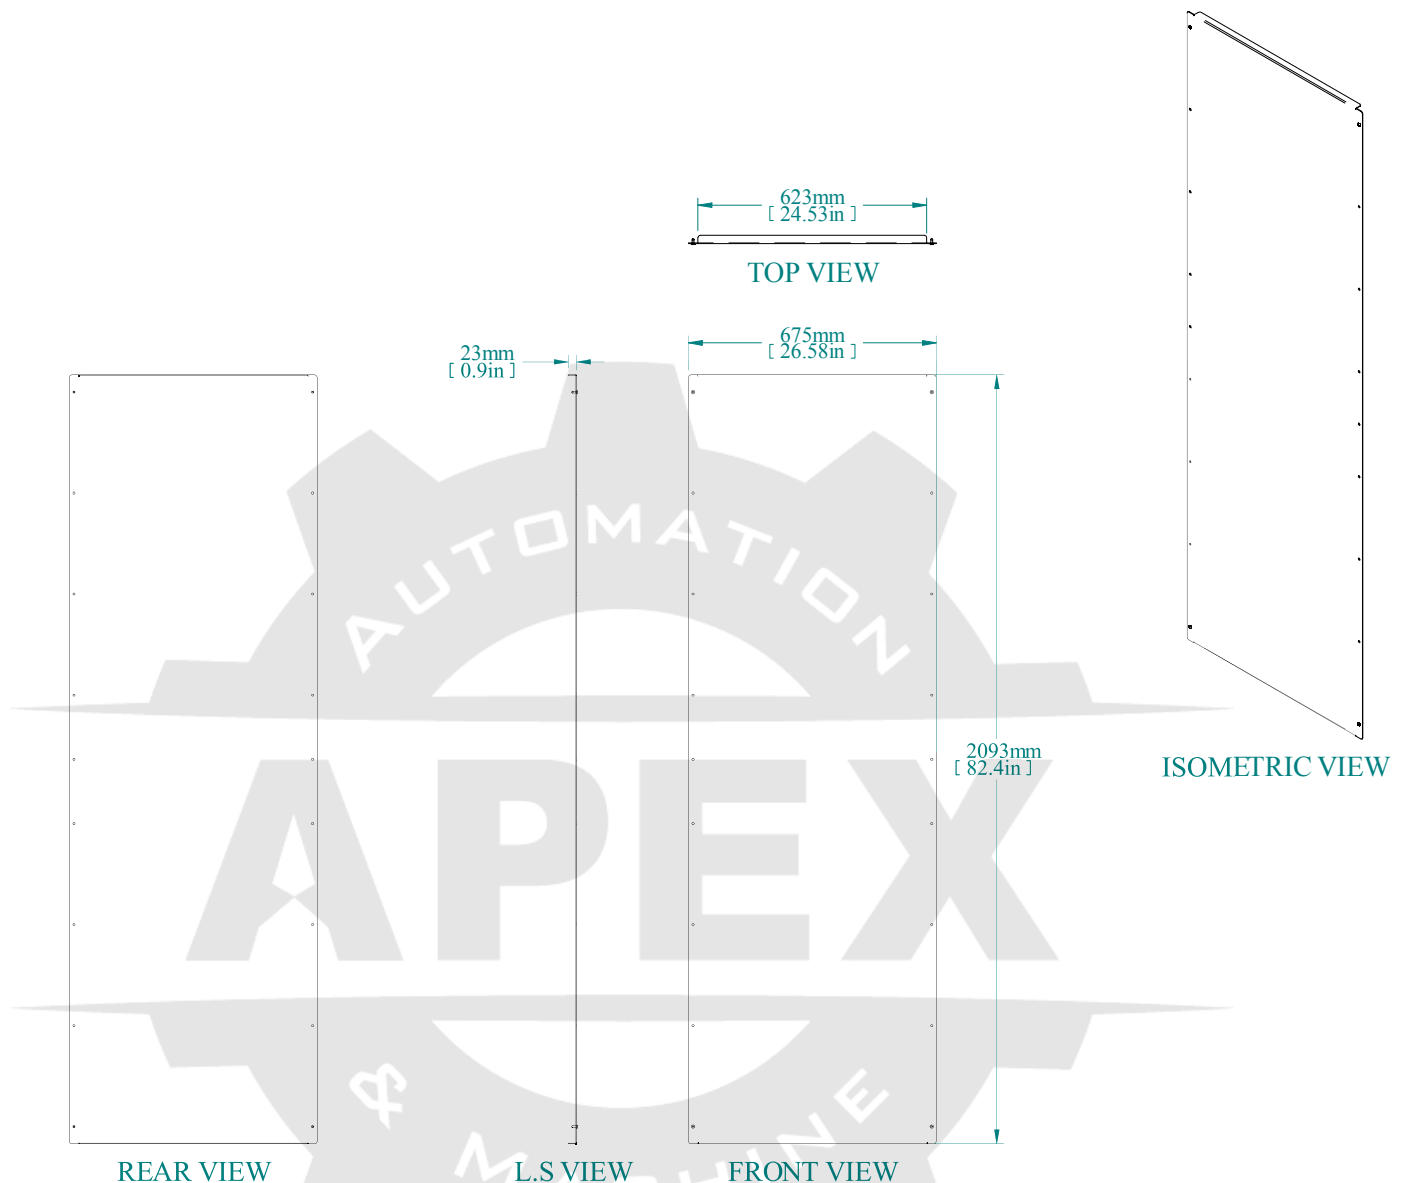 623mm
[ 24.53in ]
TOP VIEW
675mm
[ 26.58in ]
23mm
[ 0.9in ]
AUTOMATION
2093mm
[ 82.4in ]
ISOMETRIC VIEW
APEX
& MACHINE
REAR VIEW
L.S VIEW
FRONT VIEW